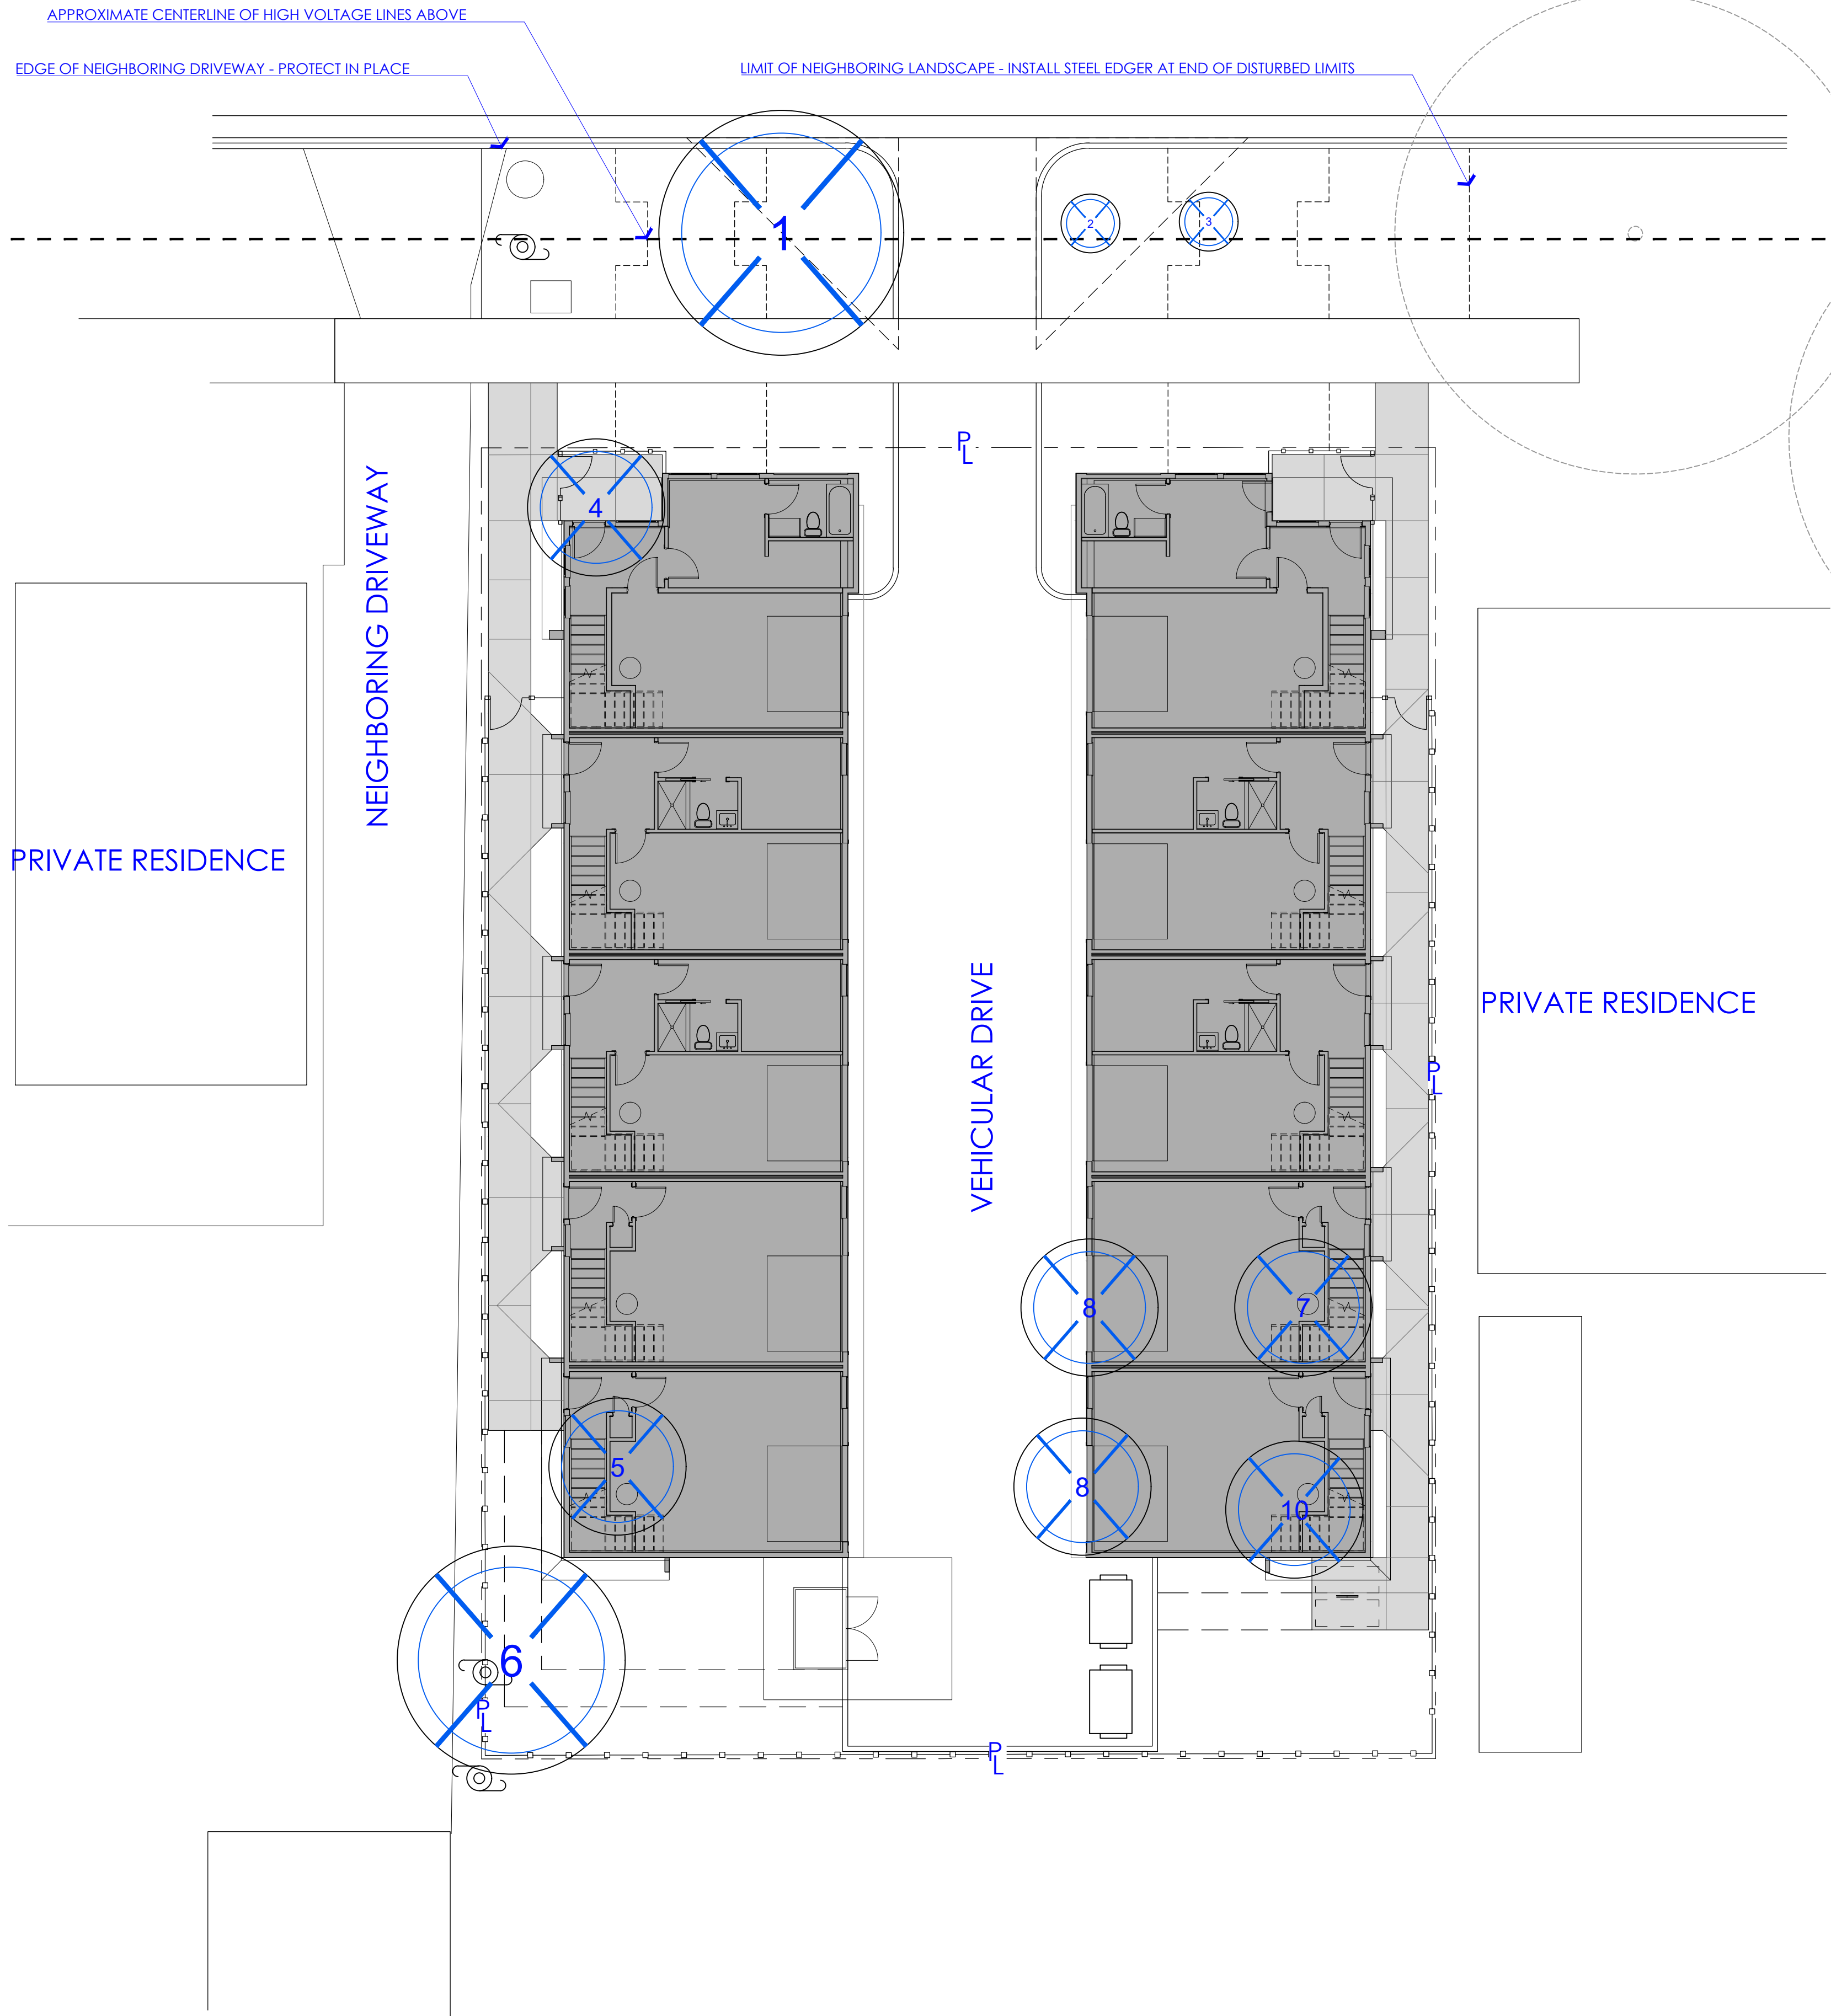 APPROXIMATE CENTERLINE OF HIGH VOLTAGE LINES ABOVE
EDGE OF NEIGHBORING DRIVEWAY - PROTECT IN PLACE
LIMIT OF NEIGHBORING LANDSCAPE - INSTALL STEEL EDGER AT END OF DISTURBED LIMITS
1
2
3
PL
4
NEIGHBORING DRIVEWAY
PRIVATE RESIDENCE
VEHICULAR DRIVE
PRIVATE RESIDENCE
PL
8
7
5
8
10
6
PL
PL